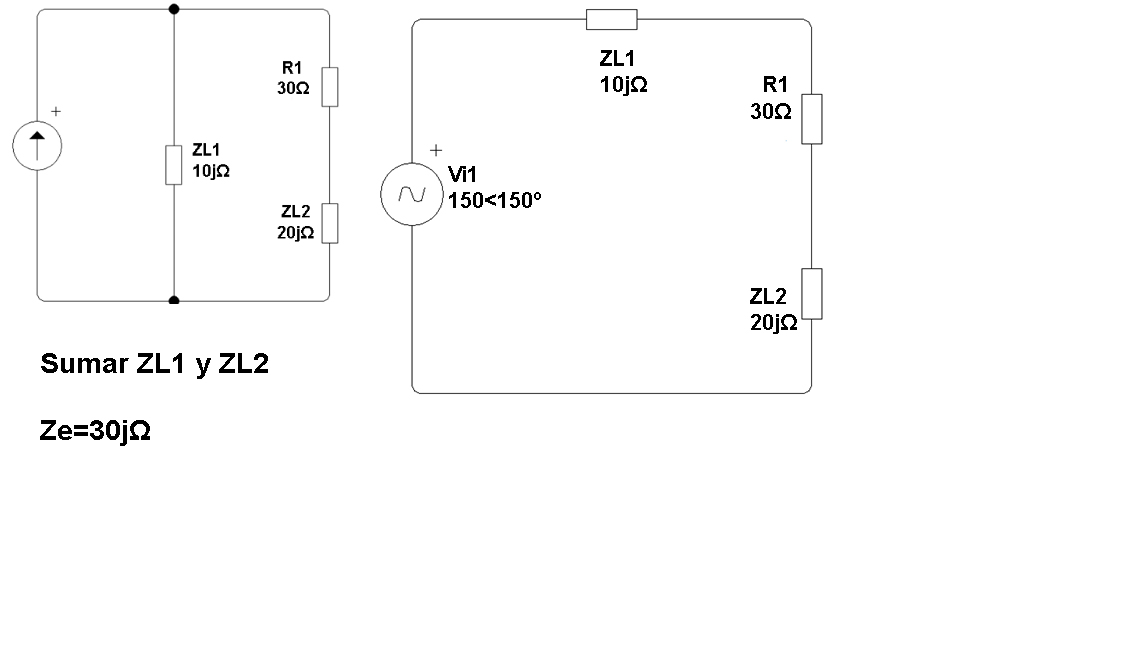 R1
30Ω
+
ZL1
10jΩ
ZL2
20jΩ
Sumar ZL1 y ZL2
Ze=30jΩ
ZL1
10jΩ
R1
30Ω
+
Vi1
150<150º
ZL2
20jΩ